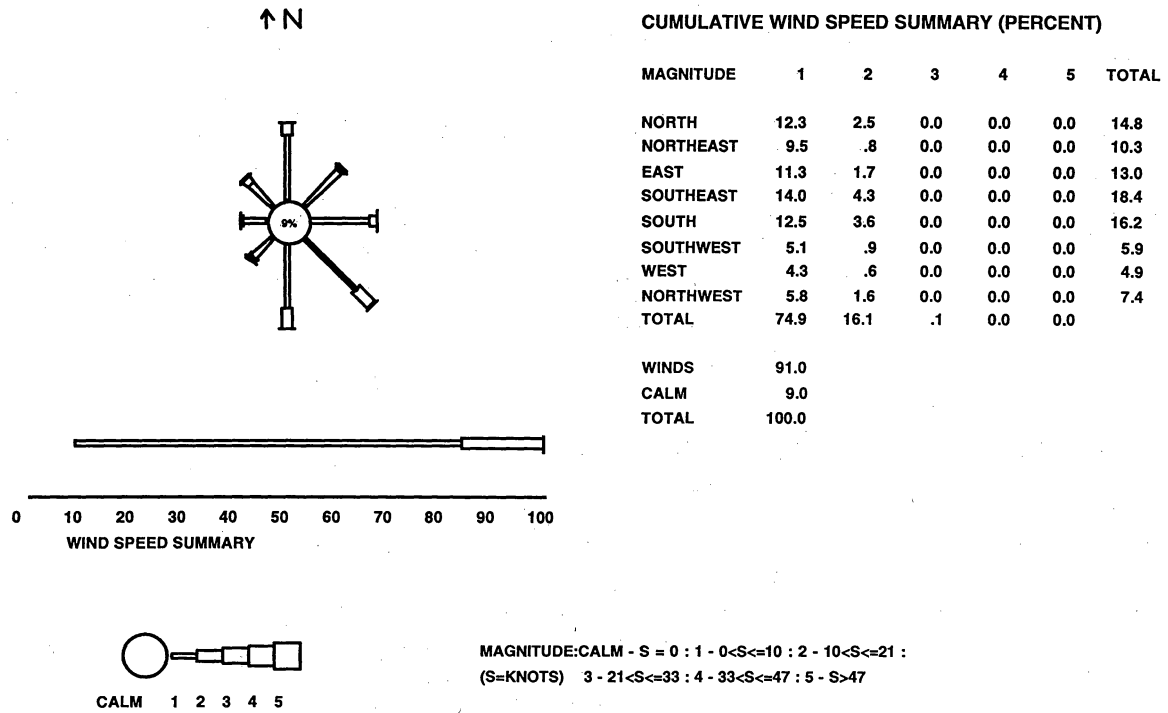 ↑ N
CUMULATIVE WIND SPEED SUMMARY (PERCENT)
MAGNITUDE 1 2 3 4 5 TOTAL
NORTH 12.3 2.5 0.0 0.0 0.0 14.8
NORTHEAST 9.5 .8 0.0 0.0 0.0 10.3
EAST 11.3 1.7 0.0 0.0 0.0 13.0
SOUTHEAST 14.0 4.3 0.0 0.0 0.0 18.4
SOUTH 12.5 3.6 0.0 0.0 0.0 16.2
SOUTHWEST 5.1 .9 0.0 0.0 0.0 5.9
WEST 4.3 .6 0.0 0.0 0.0 4.9
NORTHWEST 5.8 1.6 0.0 0.0 0.0 7.4
TOTAL 74.9 16.1 .1 0.0 0.0
WINDS 91.0
CALM 9.0
TOTAL 100.0
9%
0 10 20 30 40 50 60 70 80 90 100
WIND SPEED SUMMARY
CALM 1 2 3 4 5
MAGNITUDE:CALM - S = 0 : 1 - 0<S<=10 : 2 - 10<S<=21 :
(S=KNOTS) 3 - 21<S<=33 : 4 - 33<S<=47 : 5 - S>47